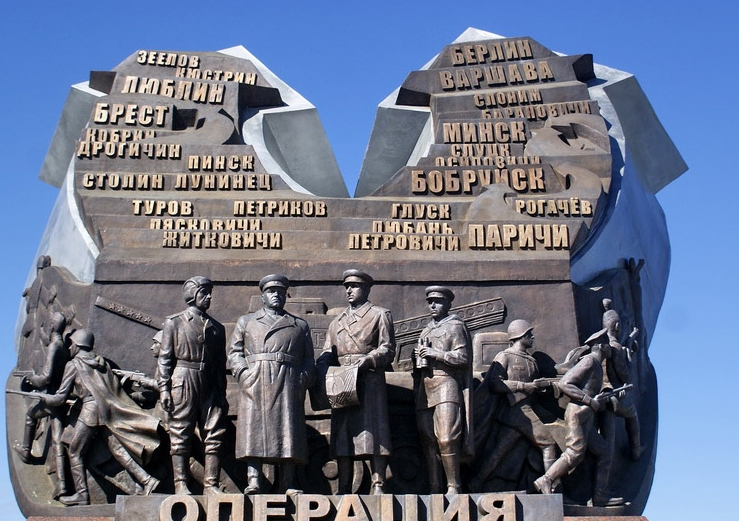 ЗЕЕЛОВ
КЮСТРИН
ЛЮБЛИН
БРЕСТ
КОБРИН
ДРОГИЧИН
ПИНСК
СТОЛИН ЛУНИНЕЦ
ТУРОВ ПЕТРИКОВ
ЛЯСКОВИЧИ
ЖИТКОВИЧИ
БЕРЛИН
ВАРШАВА
СЛОНИМ
БАРАНОВИЧИ
МИНСК
СЛУЦК
ОСИПОВИЧИ
БОБРУЙСК
ГЛУСК РОГАЧЁВ
ЛЮБАНЬ
ПЕТРОВИЧИ ПАРИЧИ
ОПЕРАЦИЯ